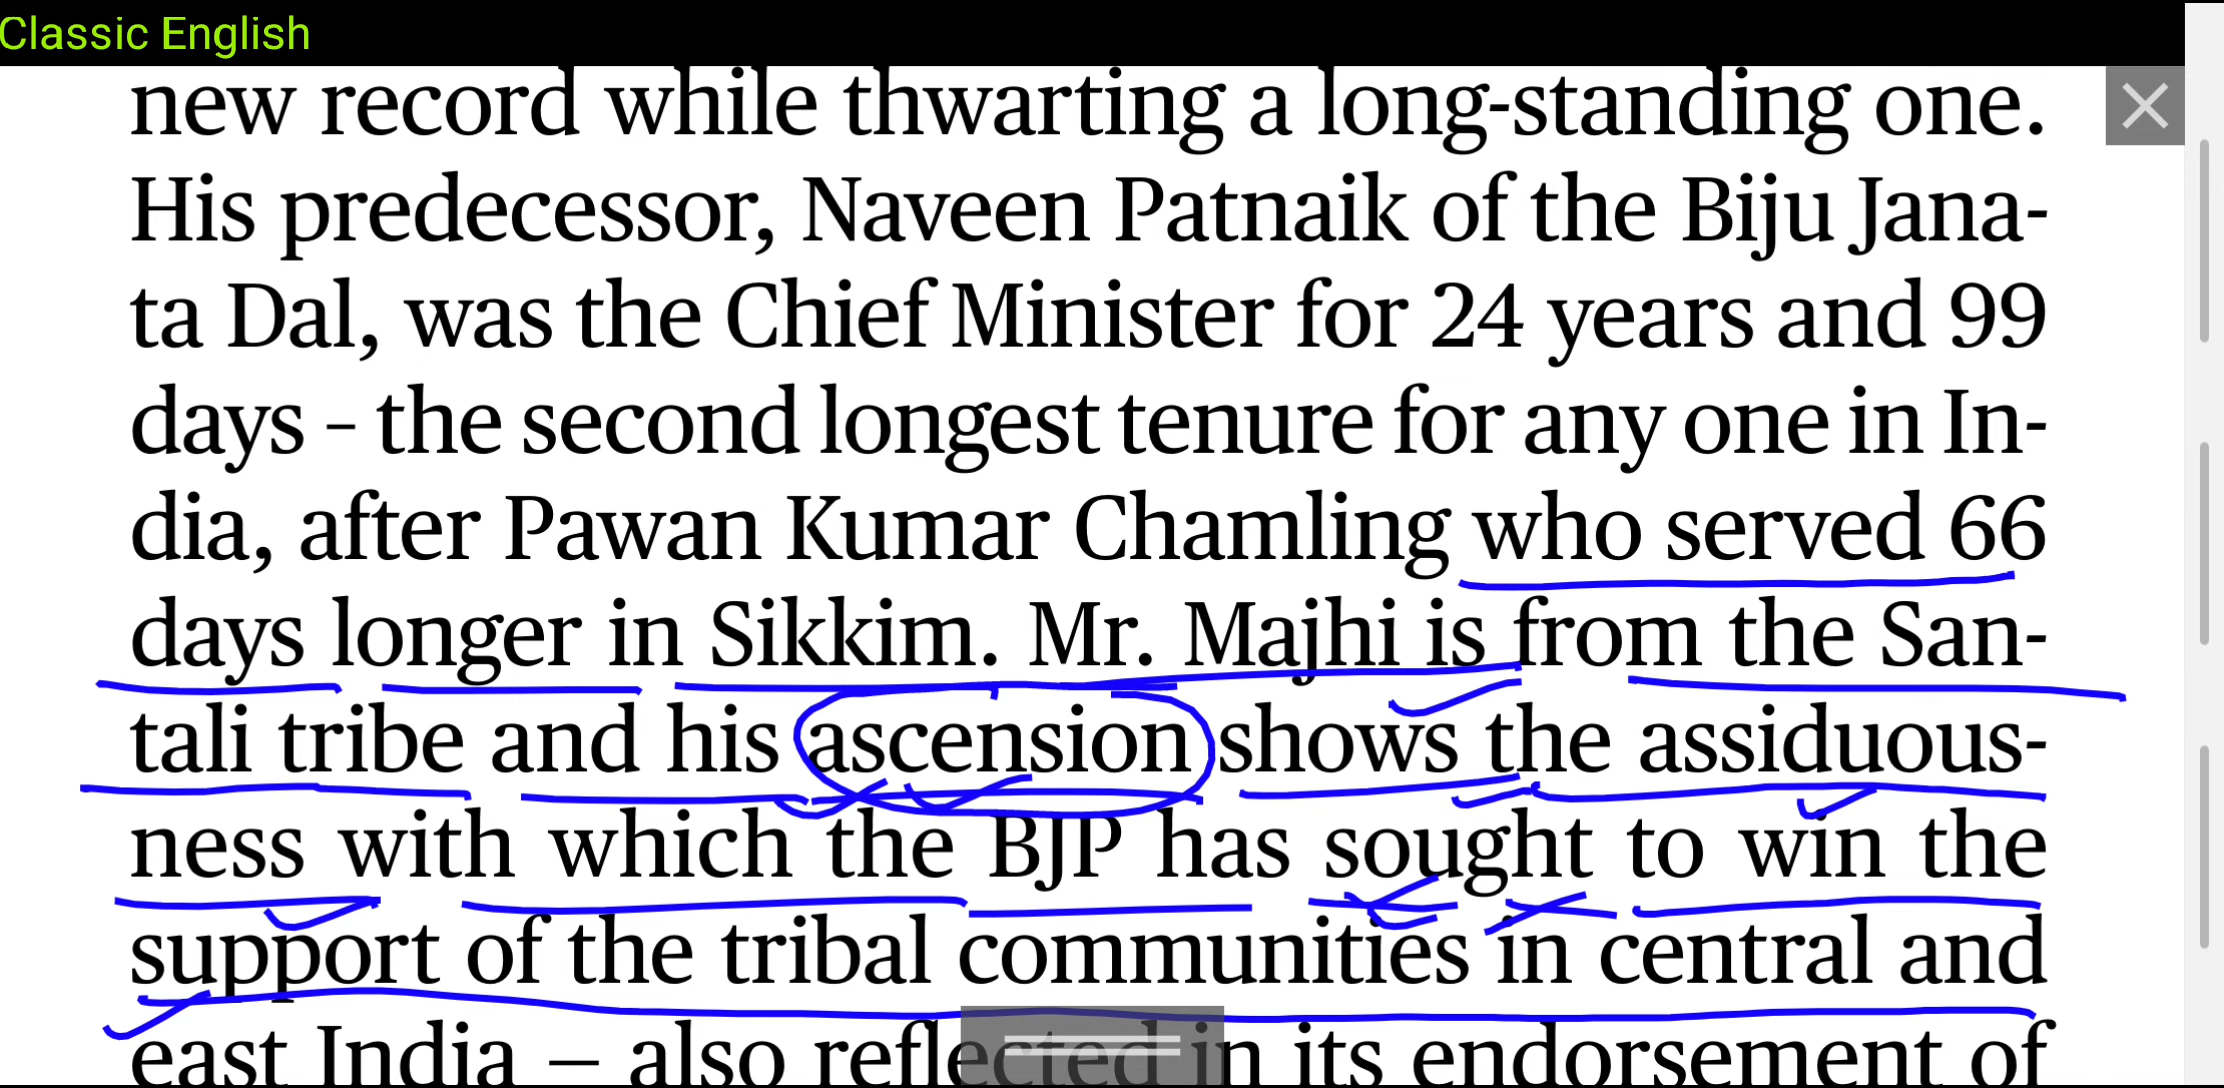 Classic English
new record while thwarting a long-standing one.
His predecessor, Naveen Patnaik of the Biju Jana-
ta Dal, was the Chief Minister for 24 years and 99
days – the second longest tenure for any one in In-
dia, after Pawan Kumar Chamling who served 66
days longer in Sikkim. Mr. Majhi is from the San-
tali tribe and his ascension shows the assiduous-
ness with which the BJP has sought to win the
support of the tribal communities in central and
east India – also reflected in its endorsement of